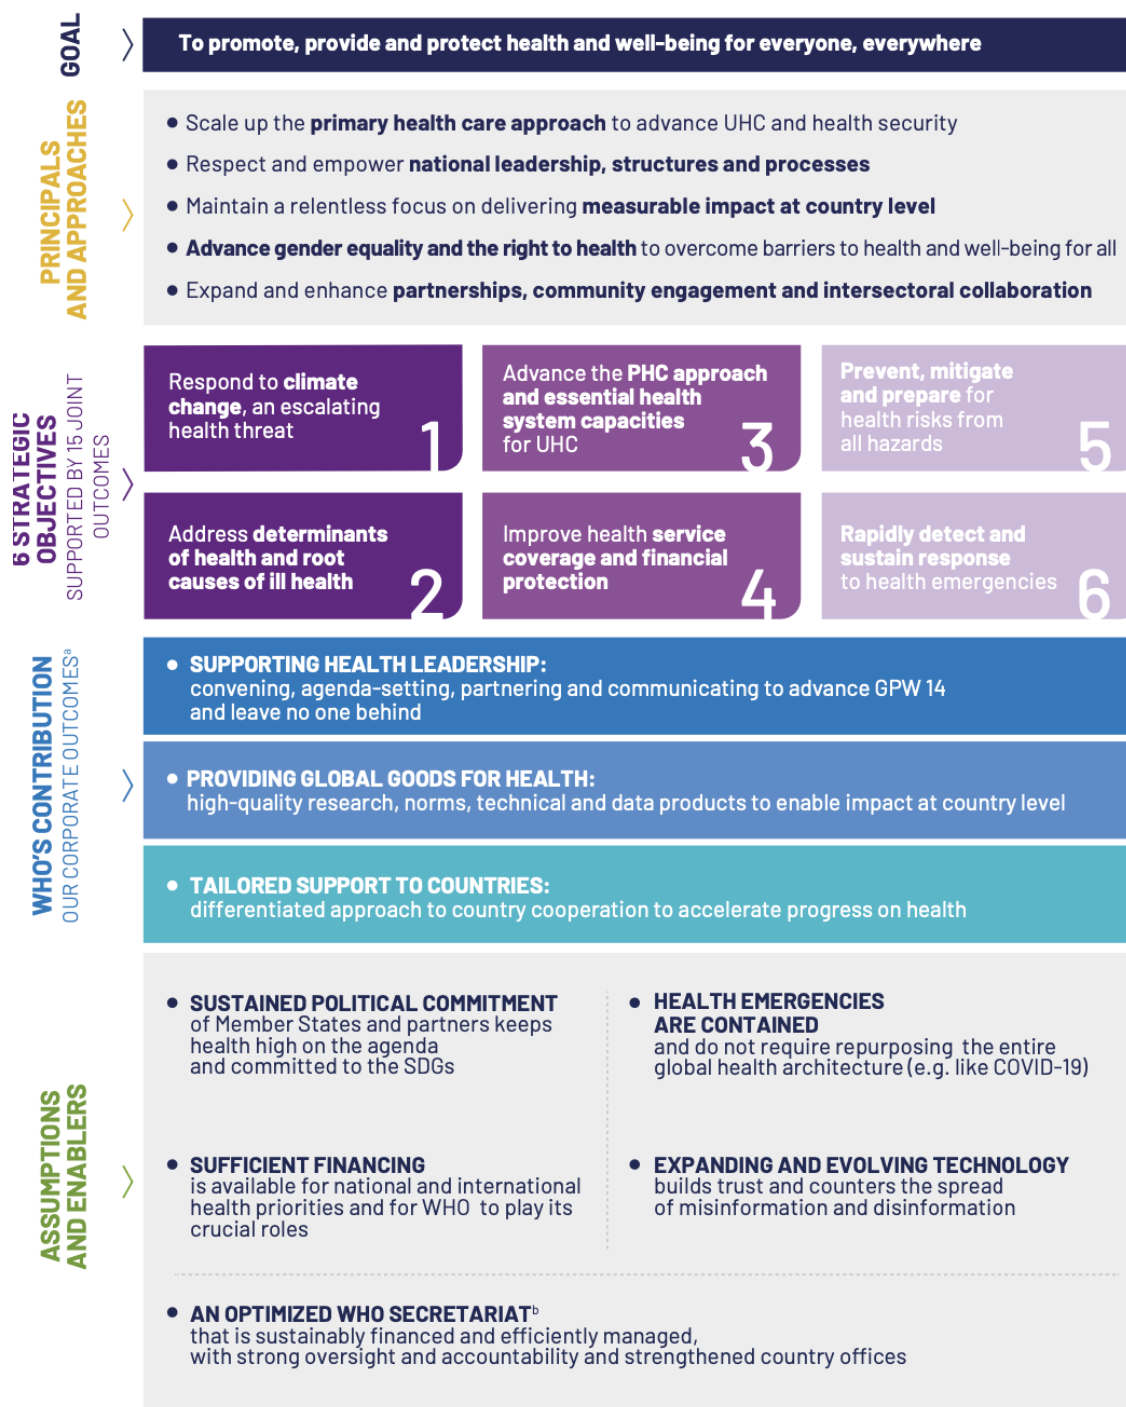 GOAL
To promote, provide and protect health and well-being for everyone, everywhere
PRINCIPALS
AND APPROACHES
• Scale up the primary health care approach to advance UHC and health security
• Respect and empower national leadership, structures and processes
• Maintain a relentless focus on delivering measurable impact at country level
• Advance gender equality and the right to health to overcome barriers to health and well-being for all
• Expand and enhance partnerships, community engagement and intersectoral collaboration
6 STRATEGIC
OBJECTIVES
SUPPORTED BY 15 JOINT
OUTCOMES
Respond to climate
change, an escalating
health threat
1
Advance the PHC approach
and essential health
system capacities
for UHC
3
Prevent, mitigate
and prepare for
health risks from
all hazards
5
Address determinants
of health and root
causes of ill health
2
Improve health service
coverage and financial
protection
4
Rapidly detect and
sustain response
to health emergencies
6
WHO'S CONTRIBUTION
OUR CORPORATE OUTCOMESᵃ
• SUPPORTING HEALTH LEADERSHIP:
convening, agenda-setting, partnering and communicating to advance GPW 14
and leave no one behind
• PROVIDING GLOBAL GOODS FOR HEALTH:
high-quality research, norms, technical and data products to enable impact at country level
• TAILORED SUPPORT TO COUNTRIES:
differentiated approach to country cooperation to accelerate progress on health
ASSUMPTIONS
AND ENABLERS
• SUSTAINED POLITICAL COMMITMENT
of Member States and partners keeps
health high on the agenda
and committed to the SDGs
• HEALTH EMERGENCIES
ARE CONTAINED
and do not require repurposing the entire
global health architecture (e.g. like COVID-19)
• SUFFICIENT FINANCING
is available for national and international
health priorities and for WHO to play its
crucial roles
• EXPANDING AND EVOLVING TECHNOLOGY
builds trust and counters the spread
of misinformation and disinformation
• AN OPTIMIZED WHO SECRETARIATᵇ
that is sustainably financed and efficiently managed,
with strong oversight and accountability and strengthened country offices